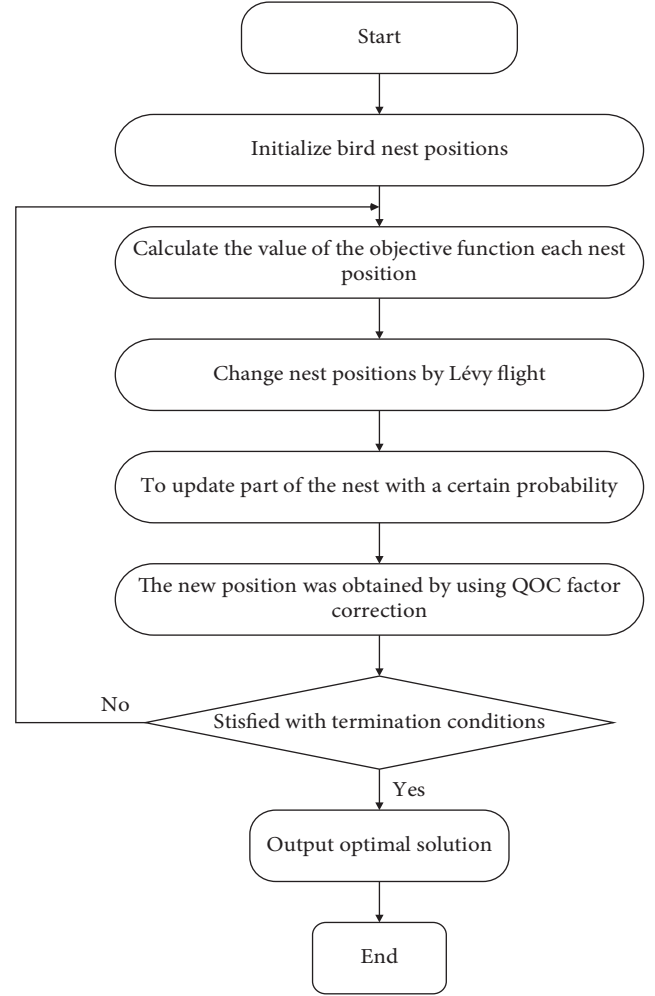 Start
Initialize bird nest positions
Calculate the value of the objective function each nest
position
Change nest positions by Lévy flight
To update part of the nest with a certain probability
The new position was obtained by using QOC factor
correction
No
Stisfied with termination conditions
Yes
Output optimal solution
End